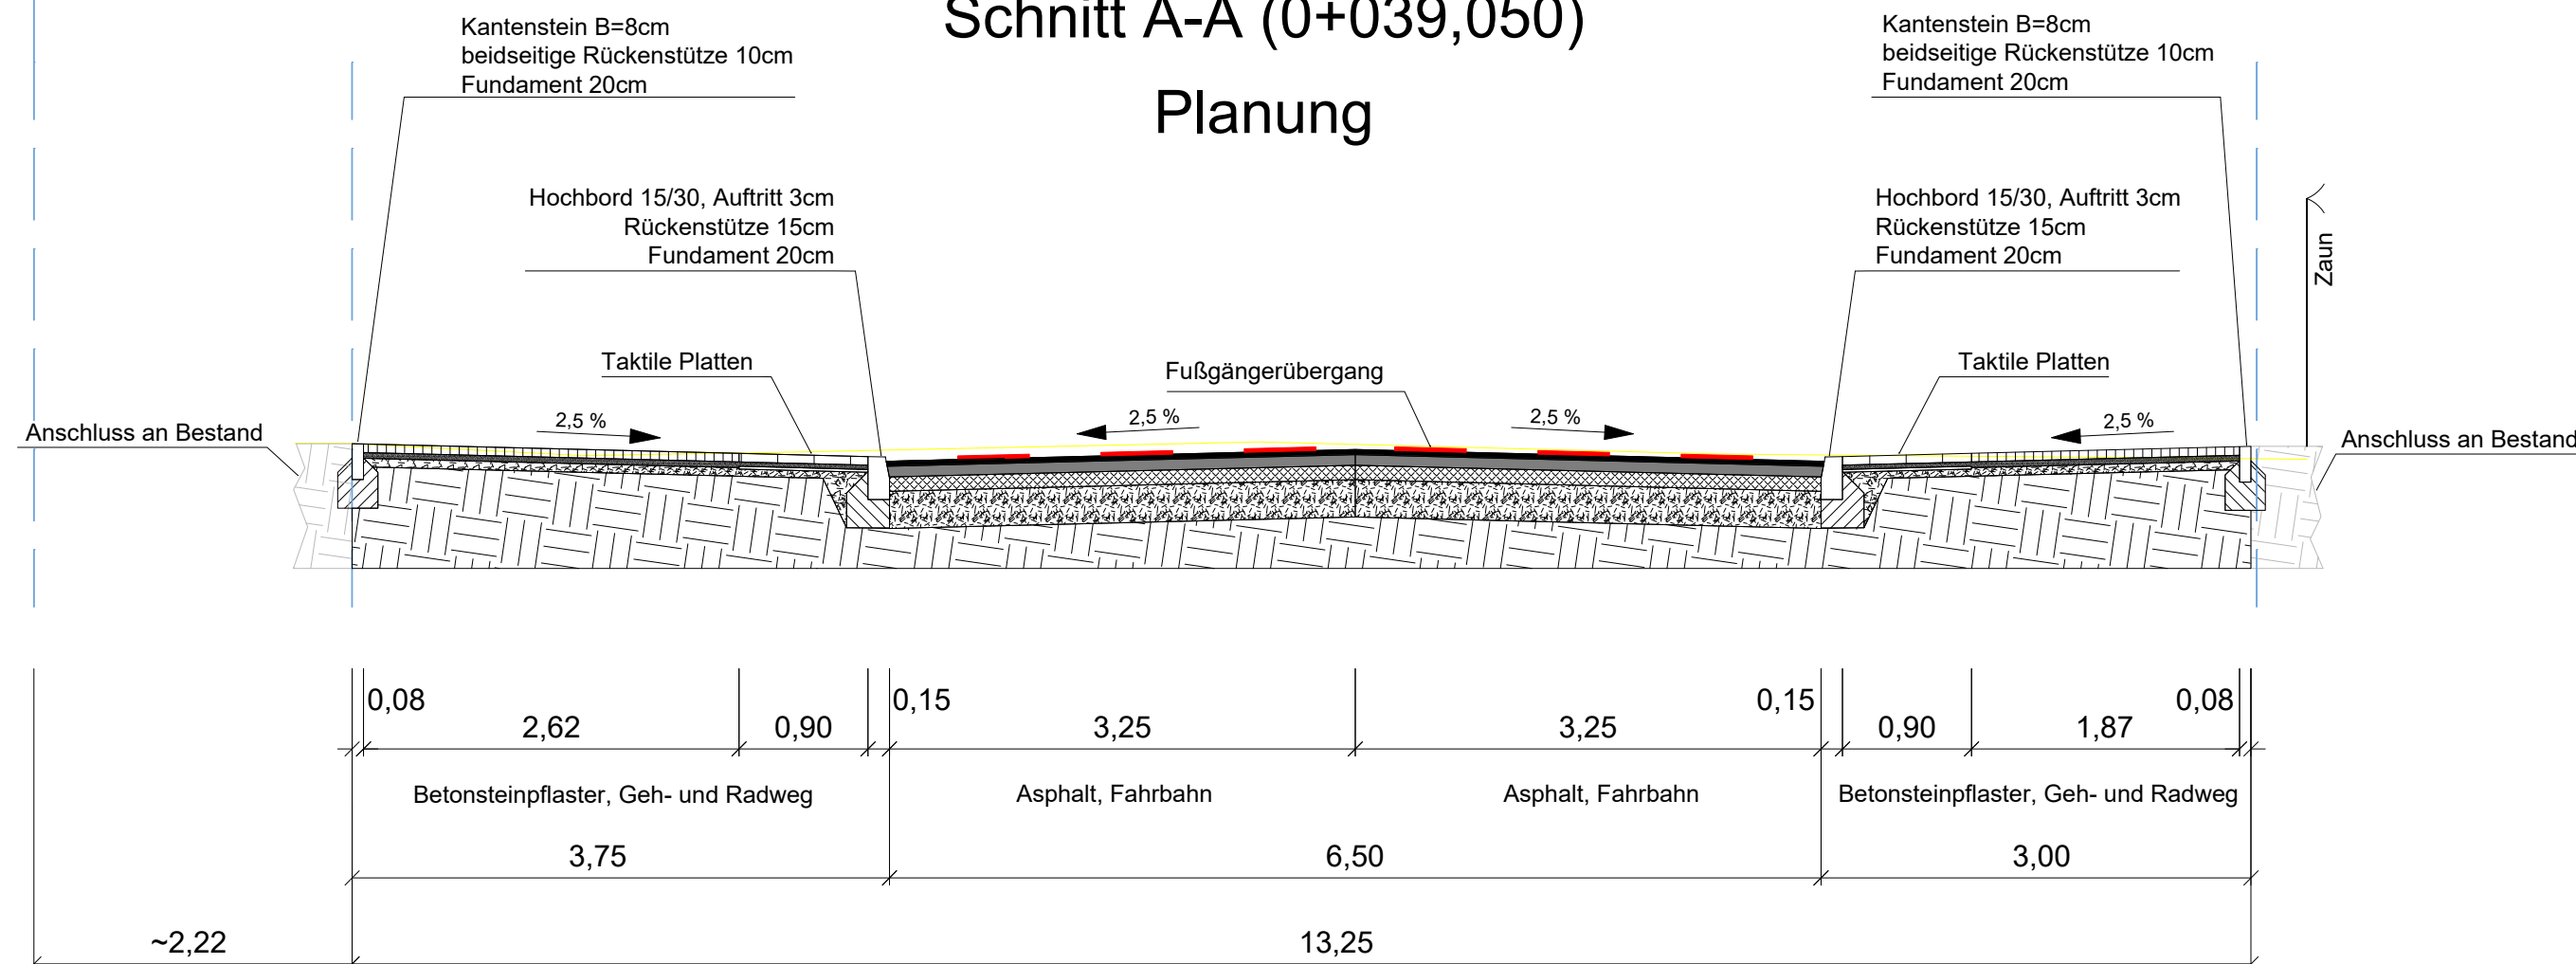 Schnitt A-A (0+039,050)
Planung
Kantenstein B=8cm
beidseitige Rückenstütze 10cm
Fundament 20cm
Kantenstein B=8cm
beidseitige Rückenstütze 10cm
Fundament 20cm
Hochbord 15/30, Auftritt 3cm
Rückenstütze 15cm
Fundament 20cm
Hochbord 15/30, Auftritt 3cm
Rückenstütze 15cm
Fundament 20cm
Zaun
Taktile Platten
Fußgängerübergang
Taktile Platten
Anschluss an Bestand
2,5 %
2,5 %
2,5 %
2,5 %
Anschluss an Bestand
0,08
2,62
0,90
0,15
3,25
3,25
0,15
0,90
1,87
0,08
Betonsteinpflaster, Geh- und Radweg
Asphalt, Fahrbahn
Asphalt, Fahrbahn
Betonsteinpflaster, Geh- und Radweg
3,75
6,50
3,00
~2,22
13,25